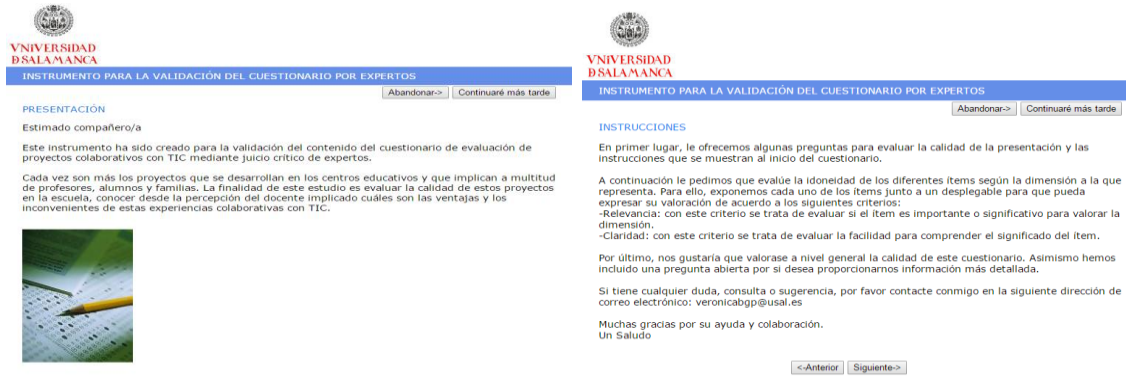 VNIVERSIDAD
D SALAMANCA
INSTRUMENTO PARA LA VALIDACIÓN DEL CUESTIONARIO POR EXPERTOS
Abandonar-> Continuaré más tarde
PRESENTACIÓN
Estimado compañero/a
Este instrumento ha sido creado para la validación del contenido del cuestionario de evaluación de
proyectos colaborativos con TIC mediante juicio crítico de expertos.
Cada vez son más los proyectos que se desarrollan en los centros educativos y que implican a multitud
de profesores, alumnos y familias. La finalidad de este estudio es evaluar la calidad de estos proyectos
en la escuela, conocer desde la percepción del docente implicado cuáles son las ventajas y los
inconvenientes de estas experiencias colaborativas con TIC.
VNIVERSIDAD
D SALAMANCA
INSTRUMENTO PARA LA VALIDACIÓN DEL CUESTIONARIO POR EXPERTOS
Abandonar-> Continuaré más tarde
INSTRUCCIONES
En primer lugar, le ofrecemos algunas preguntas para evaluar la calidad de la presentación y las
instrucciones que se muestran al inicio del cuestionario.
A continuación le pedimos que evalúe la idoneidad de los diferentes ítems según la dimensión a la que
representa. Para ello, exponemos cada uno de los ítems junto a un desplegable para que pueda
expresar su valoración de acuerdo a los siguientes criterios:
-Relevancia: con este criterio se trata de evaluar si el ítem es importante o significativo para valorar la
dimensión.
-Claridad: con este criterio se trata de evaluar la facilidad para comprender el significado del ítem.
Por último, nos gustaría que valorase a nivel general la calidad de este cuestionario. Asimismo hemos
incluido una pregunta abierta por si desea proporcionarnos información más detallada.
Si tiene cualquier duda, consulta o sugerencia, por favor contacte conmigo en la siguiente dirección de
correo electrónico: veronicabgp@usal.es
Muchas gracias por su ayuda y colaboración.
Un Saludo
<-Anterior Siguiente->